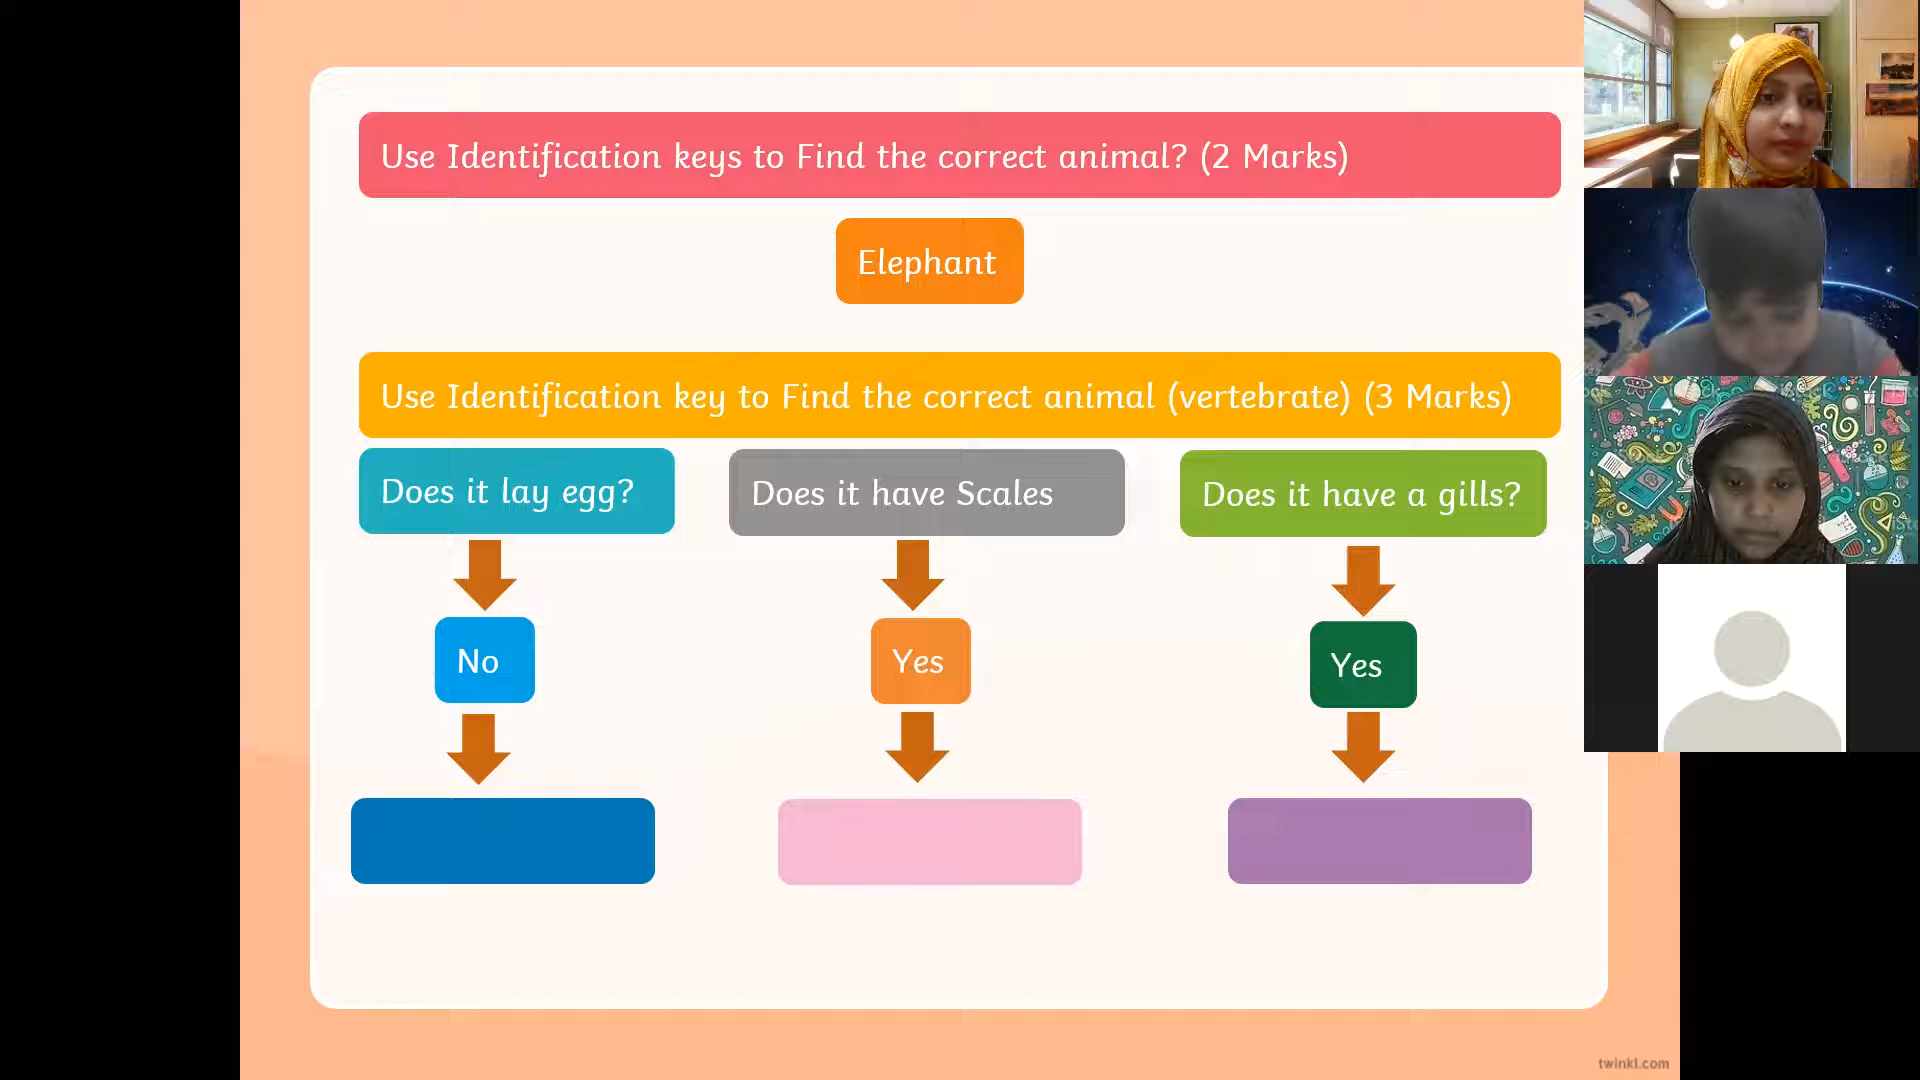 Use Identification keys to Find the correct animal? (2 Marks)
Elephant
Use Identification key to Find the correct animal (vertebrate) (3 Marks)
Does it lay egg?
Does it have Scales
Does it have a gills?
No
Yes
Yes
twinkl.com